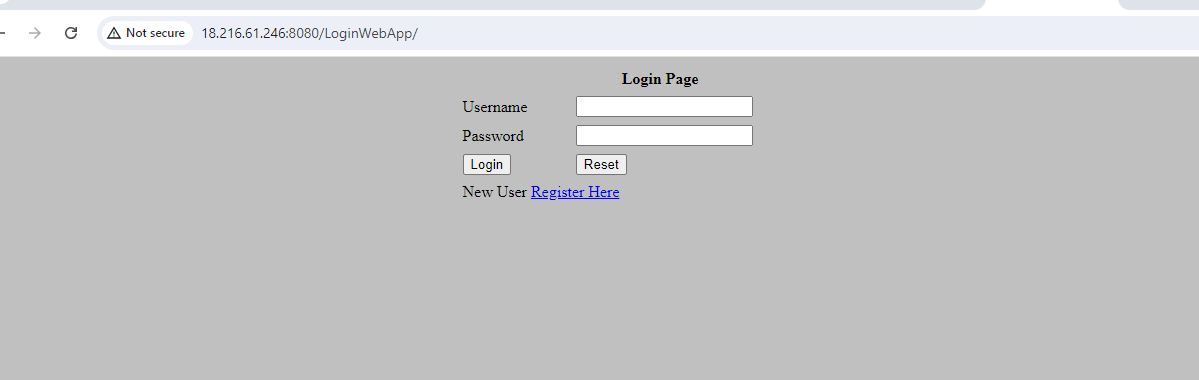 Not secure 18.216.61.246:8080/LoginWebApp/
Login Page
Username
Password
Login Reset
New User Register Here